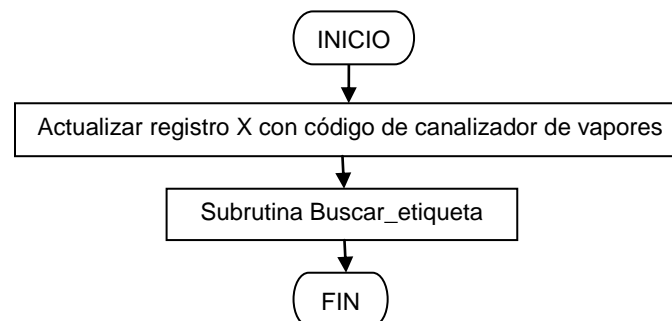 INICIO
Actualizar registro X con código de canalizador de vapores
Subrutina Buscar_etiqueta
FIN